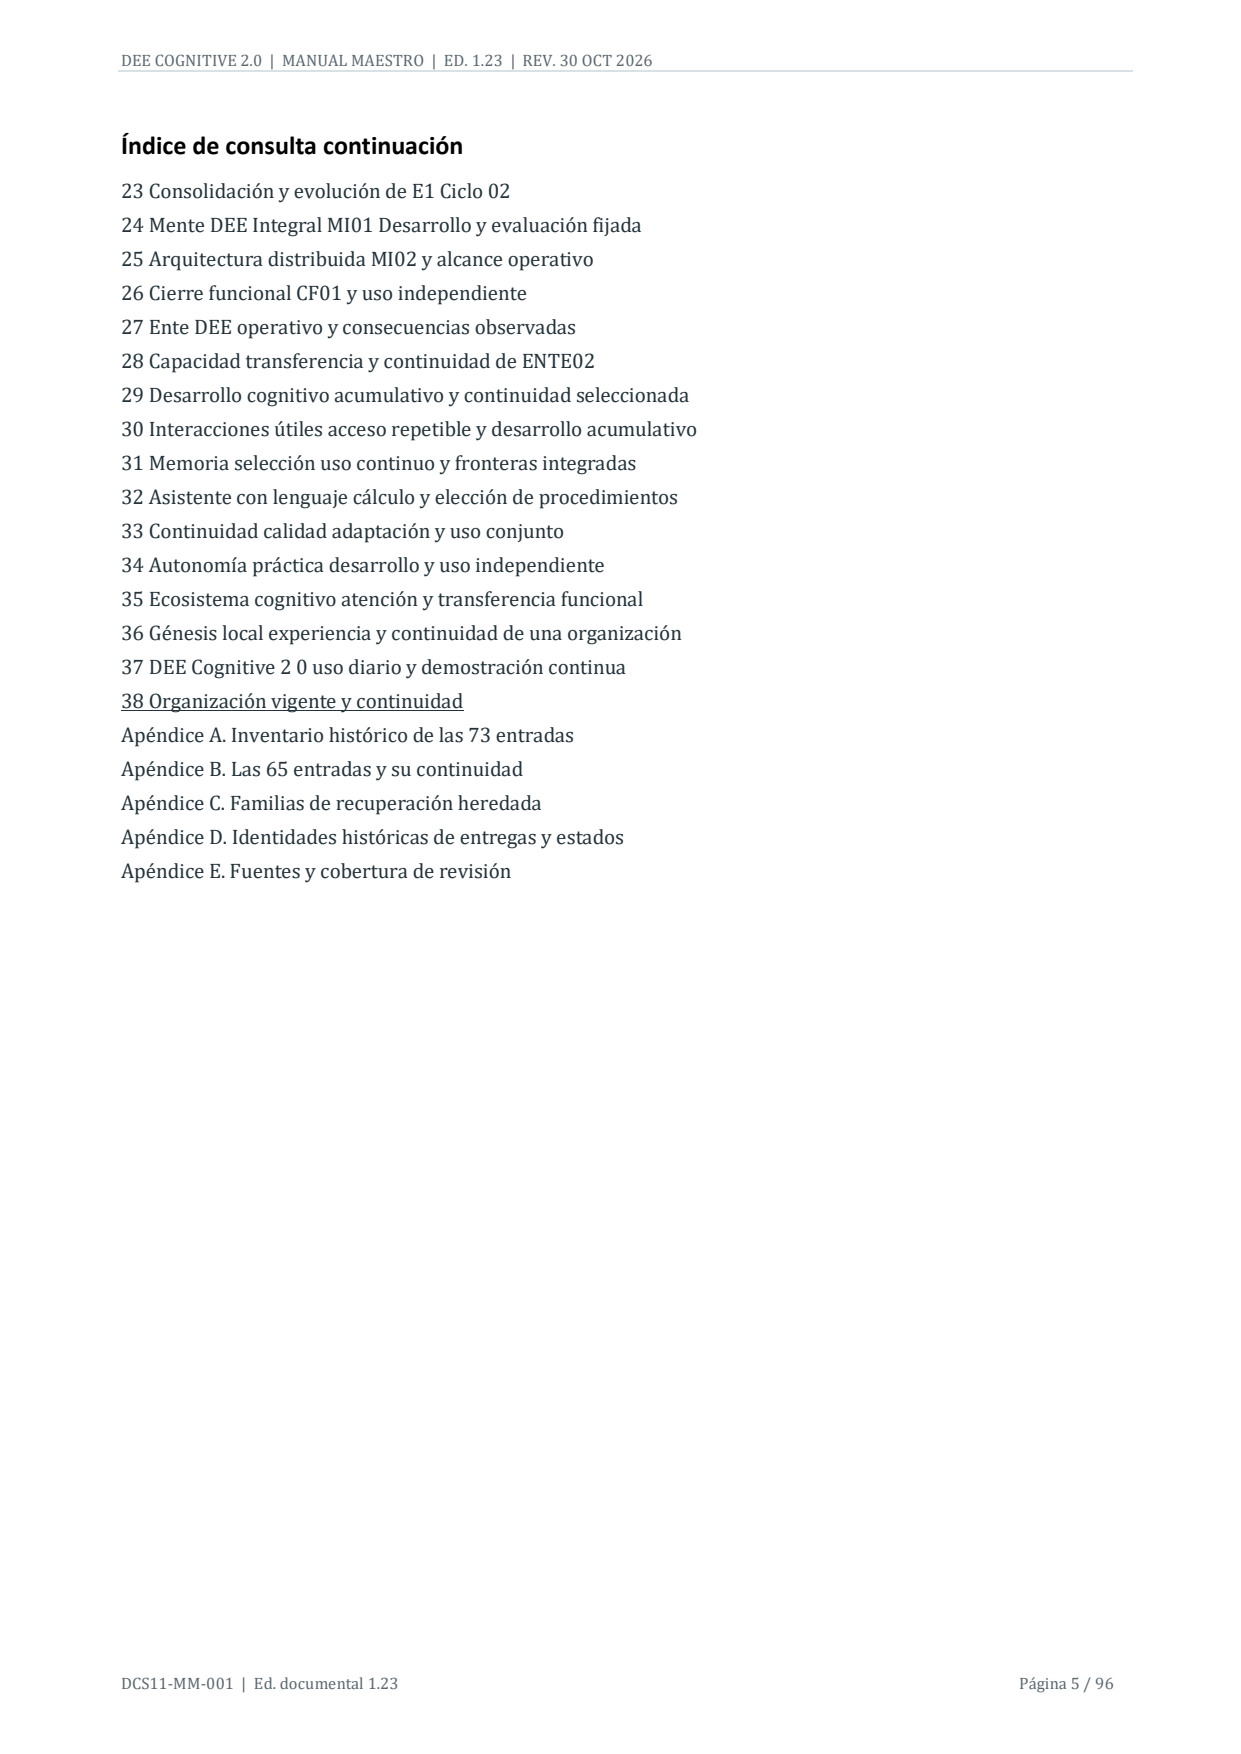 DEE COGNITIVE 2.0 | MANUAL MAESTRO | ED. 1.23 | REV. 30 OCT 2026
Índice de consulta continuación
23 Consolidación y evolución de E1 Ciclo 02
24 Mente DEE Integral MI01 Desarrollo y evaluación fijada
25 Arquitectura distribuida MI02 y alcance operativo
26 Cierre funcional CF01 y uso independiente
27 Ente DEE operativo y consecuencias observadas
28 Capacidad transferencia y continuidad de ENTE02
29 Desarrollo cognitivo acumulativo y continuidad seleccionada
30 Interacciones útiles acceso repetible y desarrollo acumulativo
31 Memoria selección uso continuo y fronteras integradas
32 Asistente con lenguaje cálculo y elección de procedimientos
33 Continuidad calidad adaptación y uso conjunto
34 Autonomía práctica desarrollo y uso independiente
35 Ecosistema cognitivo atención y transferencia funcional
36 Génesis local experiencia y continuidad de una organización
37 DEE Cognitive 2 0 uso diario y demostración continua
38 Organización vigente y continuidad
Apéndice A. Inventario histórico de las 73 entradas
Apéndice B. Las 65 entradas y su continuidad
Apéndice C. Familias de recuperación heredada
Apéndice D. Identidades históricas de entregas y estados
Apéndice E. Fuentes y cobertura de revisión
DCS11-MM-001 | Ed. documental 1.23
Página 5 / 96